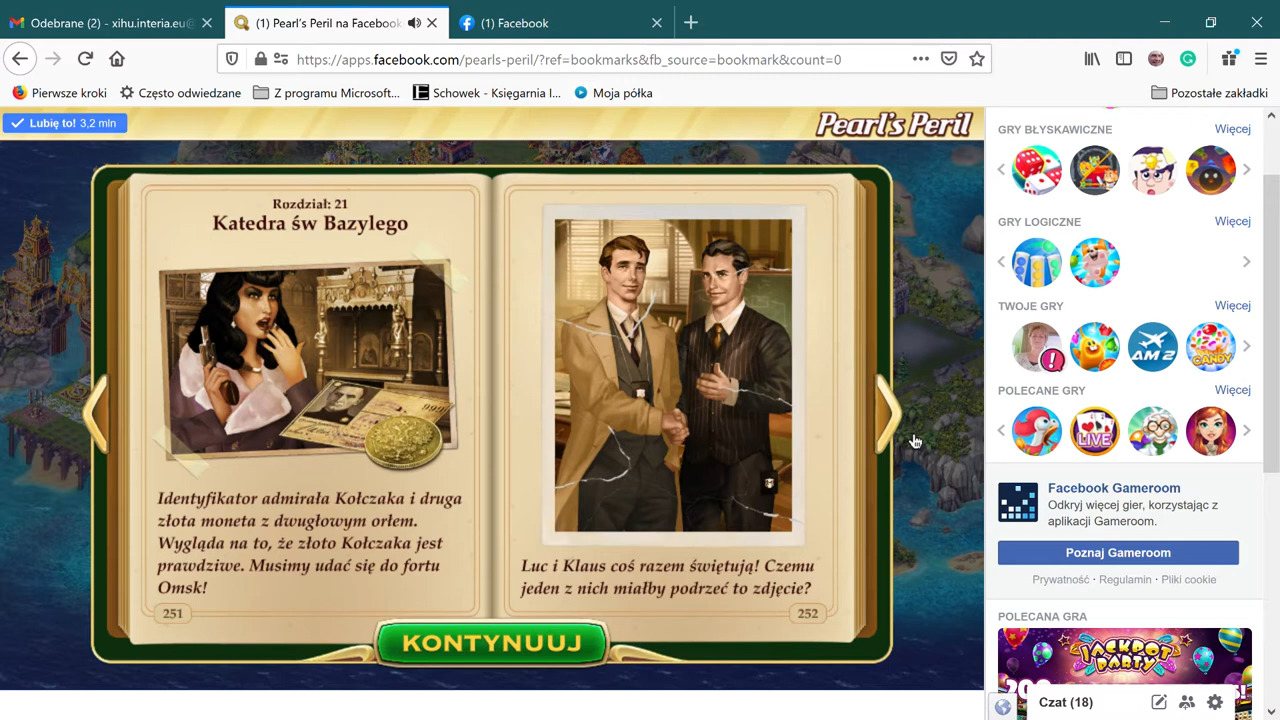 Odebrane (2) - xihu.interia.eu@
(1) Pearl's Peril na Facebook
(1) Facebook
https://apps.facebook.com/pearls-peril/?ref=bookmarks&fb_source=bookmark&count=0
Pierwsze kroki
Często odwiedzane
Z programu Microsoft...
Schowek - Księgarnia I...
Moja półka
Pozostałe zakładki
Lubię to! 3,2 mln
Pearl's Peril
Rozdział: 21
Katedra św Bazylego
Identyfikator admirała Kołczaka i druga
złota moneta z dwugłowym orłem.
Wygląda na to, że złoto Kołczaka jest
prawdziwe. Musimy udać się do fortu
Omsk!
251
Luc i Klaus coś razem świętują! Czemu
jeden z nich miałby podrzeć to zdjęcie?
252
KONTYNUUJ
GRY BŁYSKAWICZNE
Więcej
GRY LOGICZNE
Więcej
TWOJE GRY
Więcej
AM 2
CANDY
POLECANE GRY
Więcej
LIVE
Facebook Gameroom
Odkryj więcej gier, korzystając z
aplikacji Gameroom.
Poznaj Gameroom
Prywatność · Regulamin · Pliki cookie
POLECANA GRA
JACKPOT
PARTY
Czat (18)